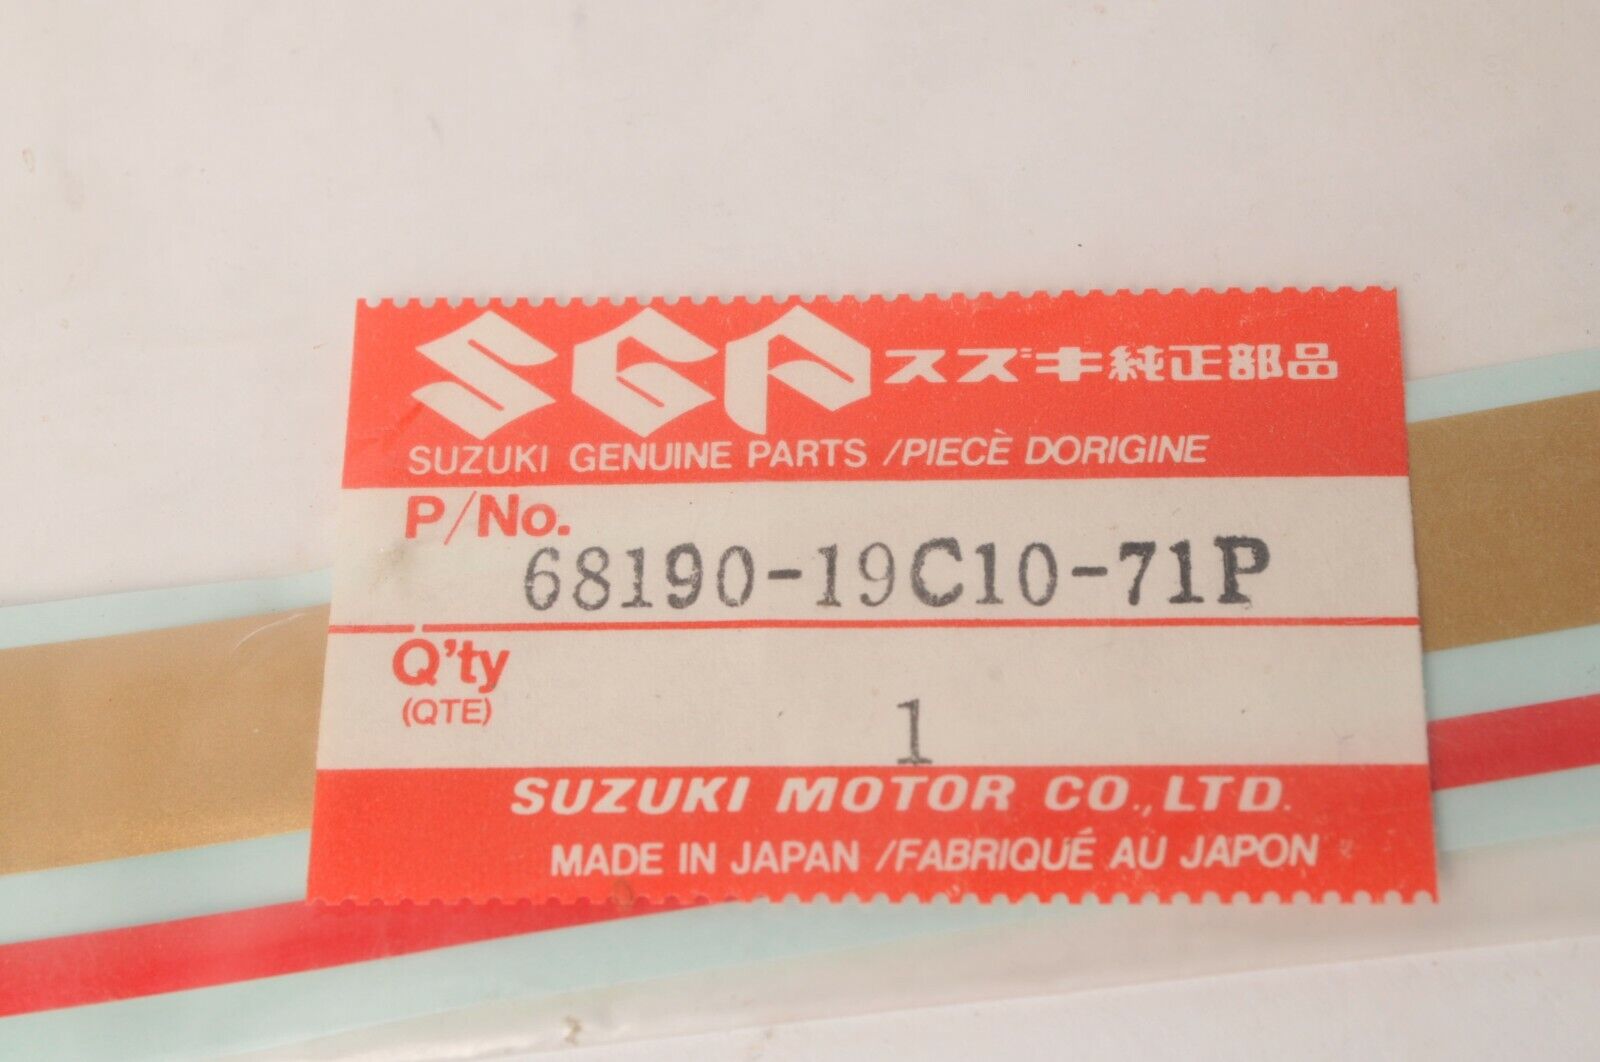 SGP スズキ純正部品
SUZUKI GENUINE PARTS /PIECÈ DORIGINE
P/No.
68190-19C10-71P
Q'ty
(QTE)
1
SUZUKI MOTOR CO., LTD.
MADE IN JAPAN /FABRIQUÉ AU JAPON